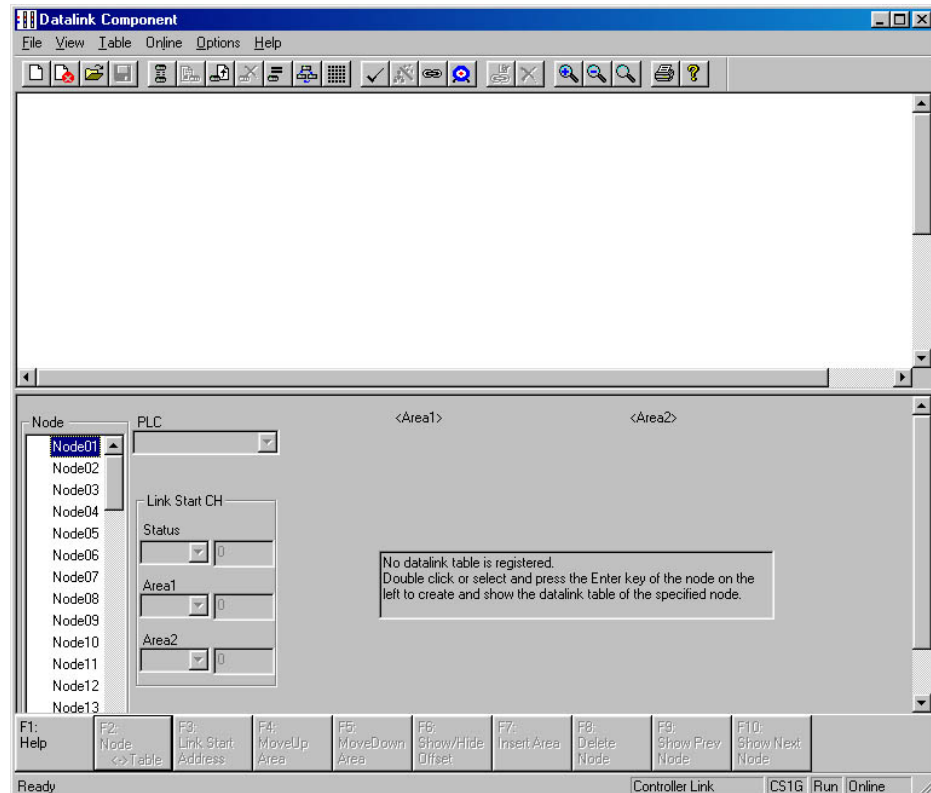 Datalink Component
File View Table Online Options Help
Node
Node01
Node02
Node03
Node04
Node05
Node06
Node07
Node08
Node09
Node10
Node11
Node12
Node13
PLC
<Area1> <Area2>
Link Start CH
Status
0
Area1
0
Area2
0
No datalink table is registered.
Double click or select and press the Enter key of the node on the
left to create and show the datalink table of the specified node.
F1:
Help
F2:
Node
<->Table
F3:
Link Start
Address
F4:
MoveUp
Area
F5:
MoveDown
Area
F6:
Show/Hide
Offset
F7:
Insert Area
F8:
Delete
Node
F9:
Show Prev
Node
F10:
Show Next
Node
Ready Controller Link CS1G Run Online